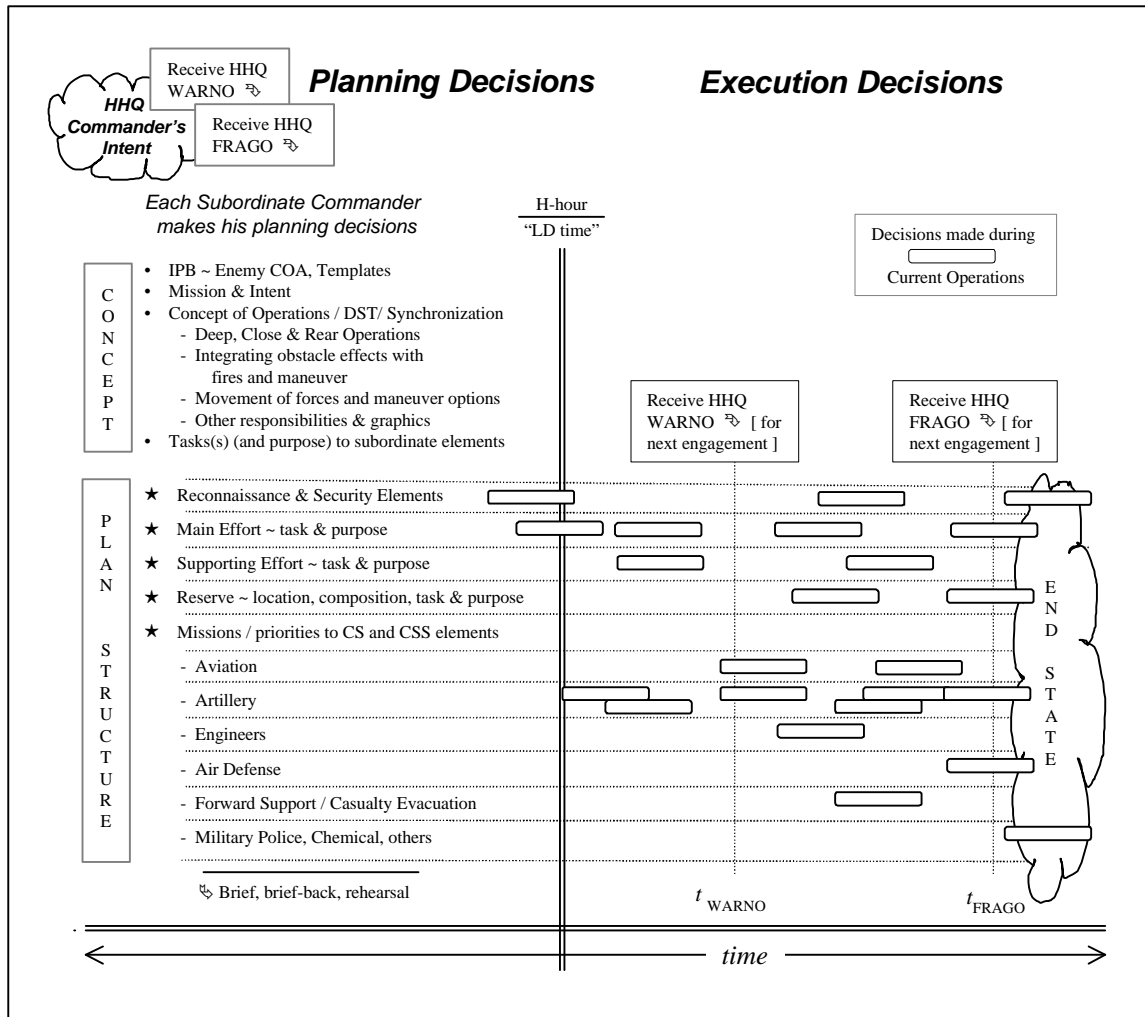 Receive HHQ
WARNO
Receive HHQ
FRAGO
HHQ
Commander's
Intent
Planning Decisions
Execution Decisions
Each Subordinate Commander
makes his planning decisions
H-hour
“LD time”
Decisions made during
Current Operations
CONCEPT
• IPB ~ Enemy COA, Templates
• Mission & Intent
• Concept of Operations / DST/ Synchronization
- Deep, Close & Rear Operations
- Integrating obstacle effects with
fires and maneuver
- Movement of forces and maneuver options
- Other responsibilities & graphics
• Tasks(s) (and purpose) to subordinate elements
Receive HHQ
WARNO [ for
next engagement ]
Receive HHQ
FRAGO [ for
next engagement ]
PLAN STRUCTURE
★ Reconnaissance & Security Elements
★ Main Effort ~ task & purpose
★ Supporting Effort ~ task & purpose
★ Reserve ~ location, composition, task & purpose
★ Missions / priorities to CS and CSS elements
- Aviation
- Artillery
- Engineers
- Air Defense
- Forward Support / Casualty Evacuation
- Military Police, Chemical, others
END STATE
Brief, brief-back, rehearsal
t WARNO
t FRAGO
time